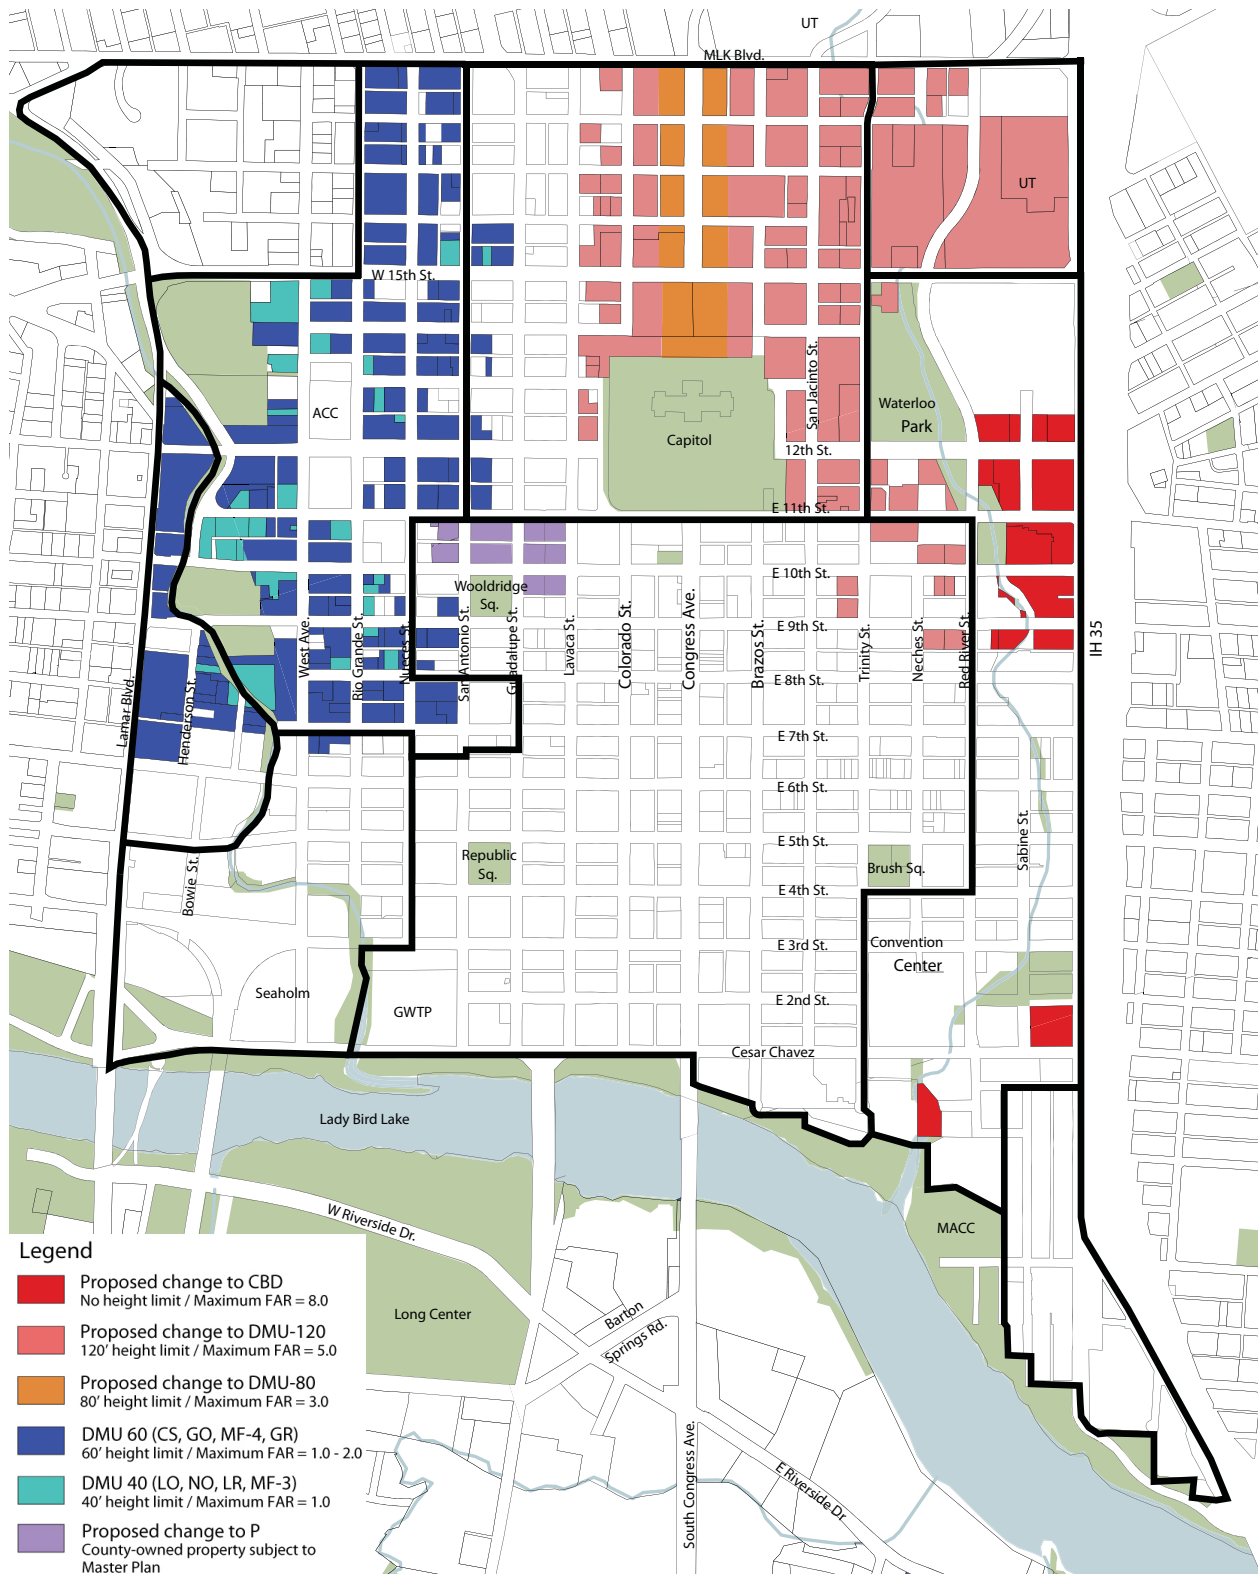 UT
MLK Blvd.
UT
W 15th St.
San Jacinto St.
Waterloo
Park
ACC
Capitol
12th St.
E 11th St.
E 10th St.
Wooldridge
Sq.
E 9th St.
West Ave.
Rio Grande St.
Nueces St.
San Antonio St.
Guadalupe St.
Lavaca St.
Colorado St.
Congress Ave.
Brazos St.
Trinity St.
Neches St.
Red River St.
IH 35
E 8th St.
Lamar Blvd.
Henderson St.
E 7th St.
E 6th St.
Sabine St.
E 5th St.
Republic
Sq.
Brush Sq.
Bowie St.
E 4th St.
Convention
Center
E 3rd St.
Seaholm
GWTP
E 2nd St.
Cesar Chavez
Lady Bird Lake
W Riverside Dr.
MACC
Long Center
Barton
Springs Rd.
South Congress Ave.
E Riverside Dr.
Legend
Proposed change to CBD
No height limit / Maximum FAR = 8.0
Proposed change to DMU-120
120' height limit / Maximum FAR = 5.0
Proposed change to DMU-80
80' height limit / Maximum FAR = 3.0
DMU 60 (CS, GO, MF-4, GR)
60' height limit / Maximum FAR = 1.0 - 2.0
DMU 40 (LO, NO, LR, MF-3)
40' height limit / Maximum FAR = 1.0
Proposed change to P
County-owned property subject to
Master Plan